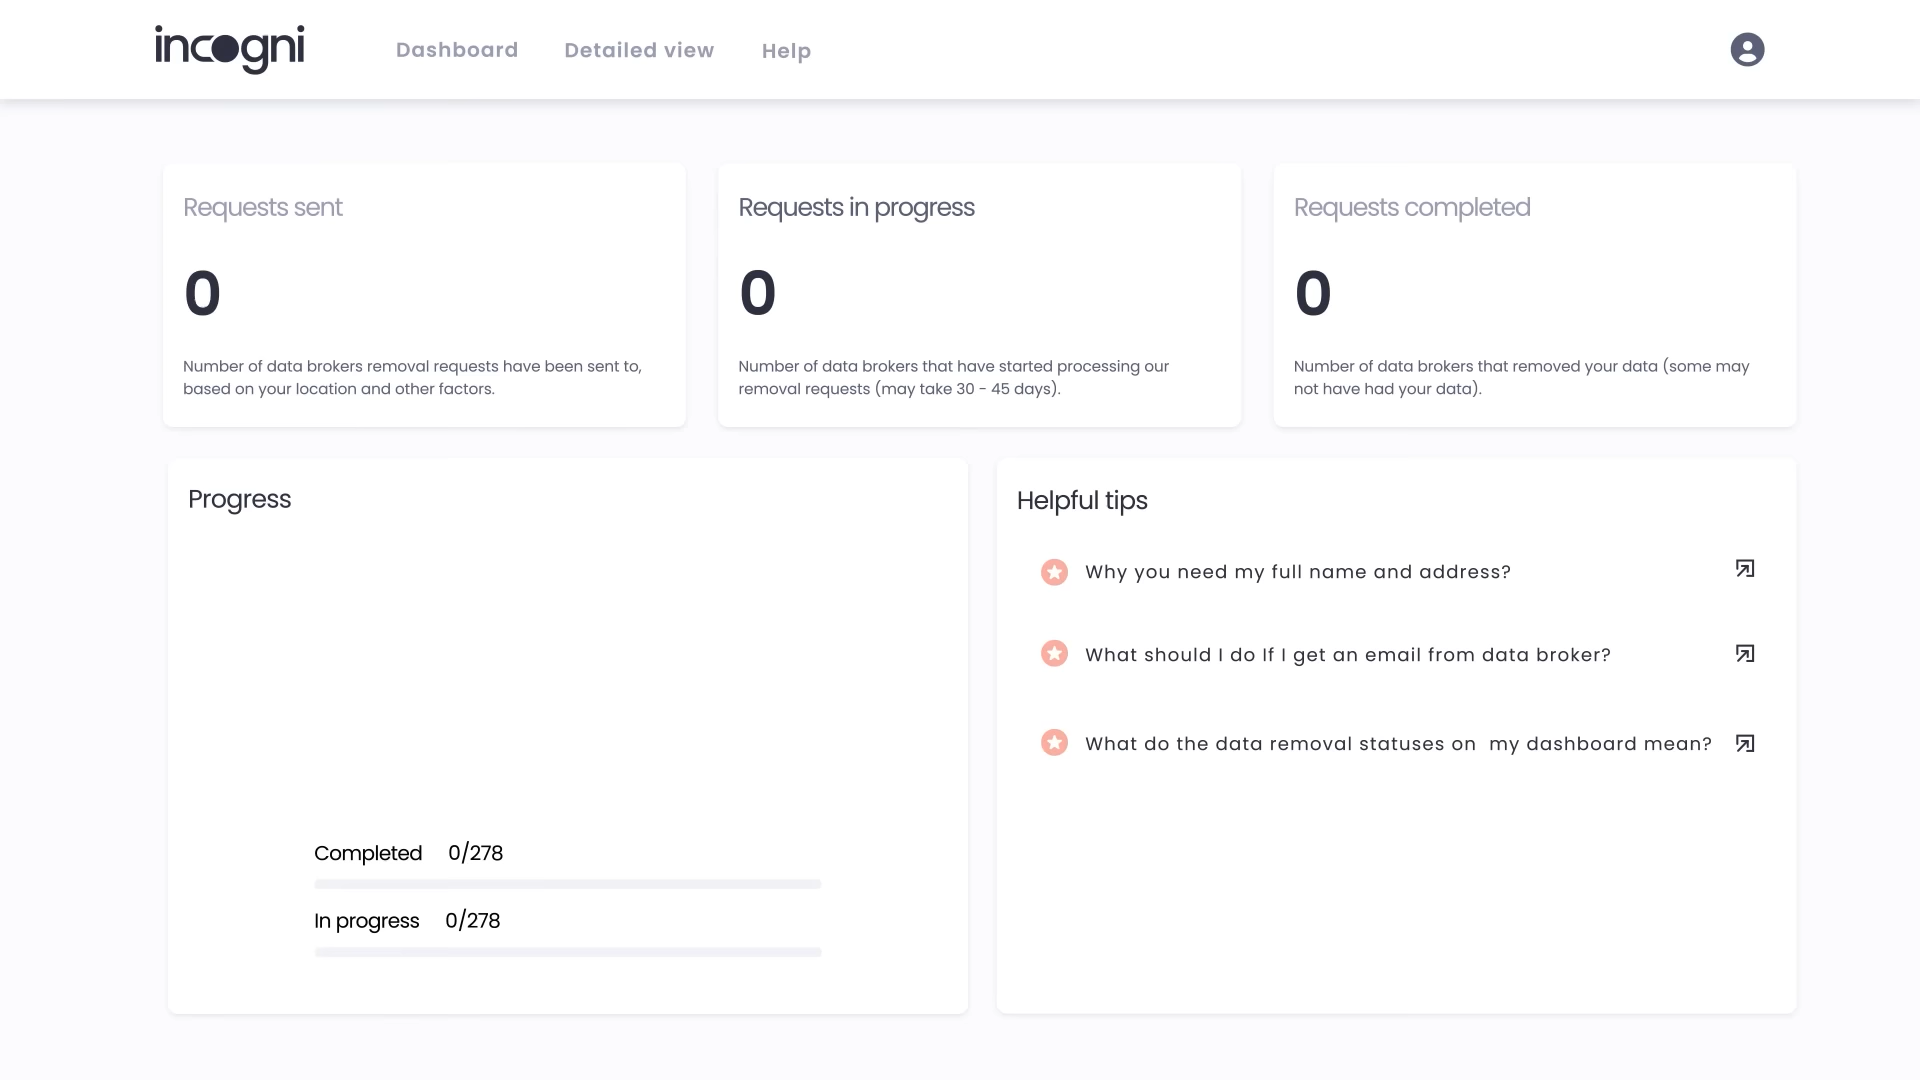 incogni
Dashboard
Detailed view
Help
Requests sent
0
Number of data brokers removal requests have been sent to,
based on your location and other factors.
Requests in progress
0
Number of data brokers that have started processing our
removal requests (may take 30 - 45 days).
Requests completed
0
Number of data brokers that removed your data (some may
not have had your data).
Progress
Completed 0/278
In progress 0/278
Helpful tips
Why you need my full name and address?
What should I do If I get an email from data broker?
What do the data removal statuses on  my dashboard mean?